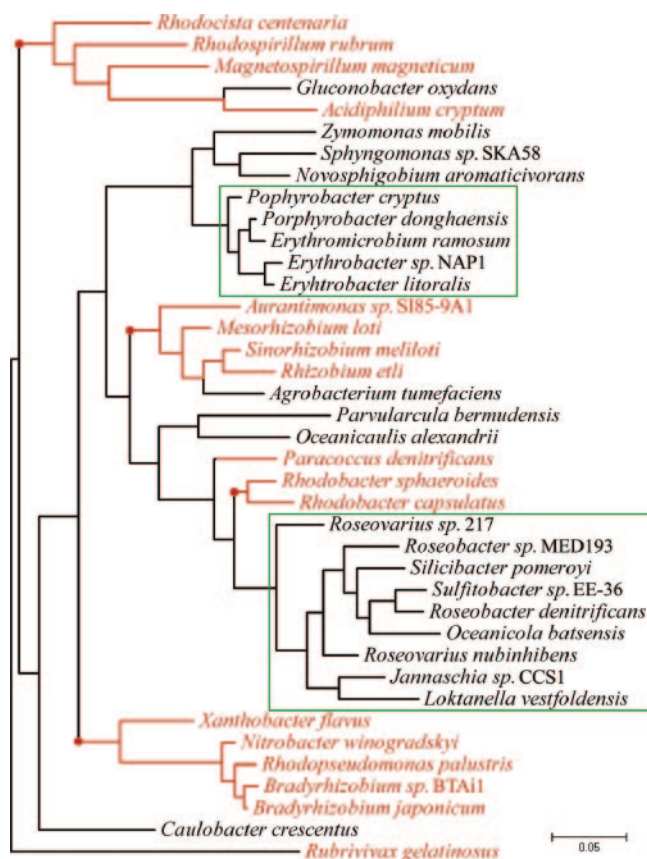 Rhodocista centenaria
Rhodospirillum rubrum
Magnetospirillum magneticum
Gluconobacter oxydans
Acidiphilium cryptum
Zymomonas mobilis
Sphyngomonas sp. SKA58
Novosphigobium aromaticivorans
Pophyrobacter cryptus
Porphyrobacter donghaensis
Erythromicrobium ramosum
Erythrobacter sp. NAP1
Eryhtrobacter litoralis
Aurantimonas sp. SI85-9A1
Mesorhizobium loti
Sinorhizobium meliloti
Rhizobium etli
Agrobacterium tumefaciens
Parvularcula bermudensis
Oceanicaulis alexandrii
Paracoccus denitrificans
Rhodobacter sphaeroides
Rhodobacter capsulatus
Roseovarius sp. 217
Roseobacter sp. MED193
Silicibacter pomeroyi
Sulfitobacter sp. EE-36
Roseobacter denitrificans
Oceanicola batsensis
Roseovarius nubinhibens
Jannaschia sp. CCS1
Loktanella vestfoldensis
Xanthobacter flavus
Nitrobacter winogradskyi
Rhodopseudomonas palustris
Bradyrhizobium sp. BTAi1
Bradyrhizobium japonicum
Caulobacter crescentus
0.05
Rubrivivax gelatinosus